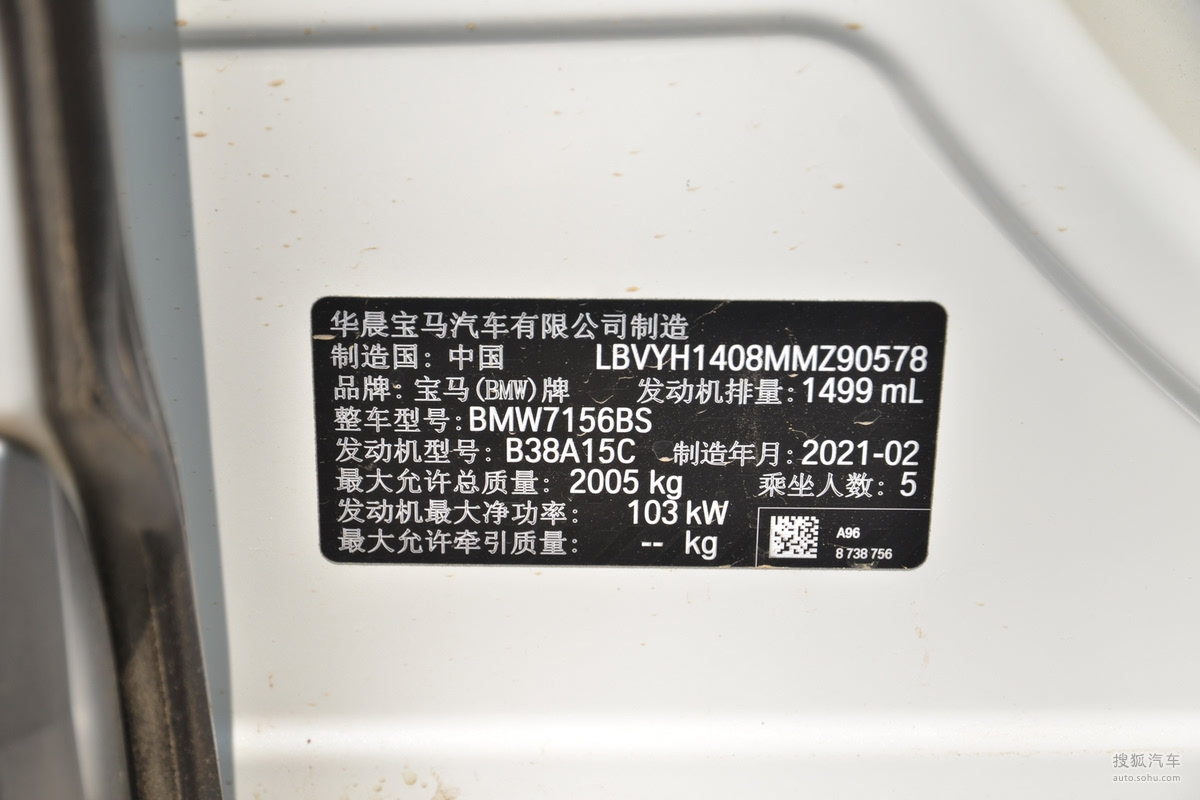 华晨宝马汽车有限公司制造
制造国：中国 LBVYH1408MMZ90578
品牌：宝马(BMW)牌 发动机排量：1499 mL
整车型号：BMW7156BS
发动机型号：B38A15C 制造年月：2021-02
最大允许总质量：2005 kg 乘坐人数：5
发动机最大净功率：103 kW
最大允许牵引质量：-- kg
A96
8 738 756
搜狐汽车
auto.sohu.com